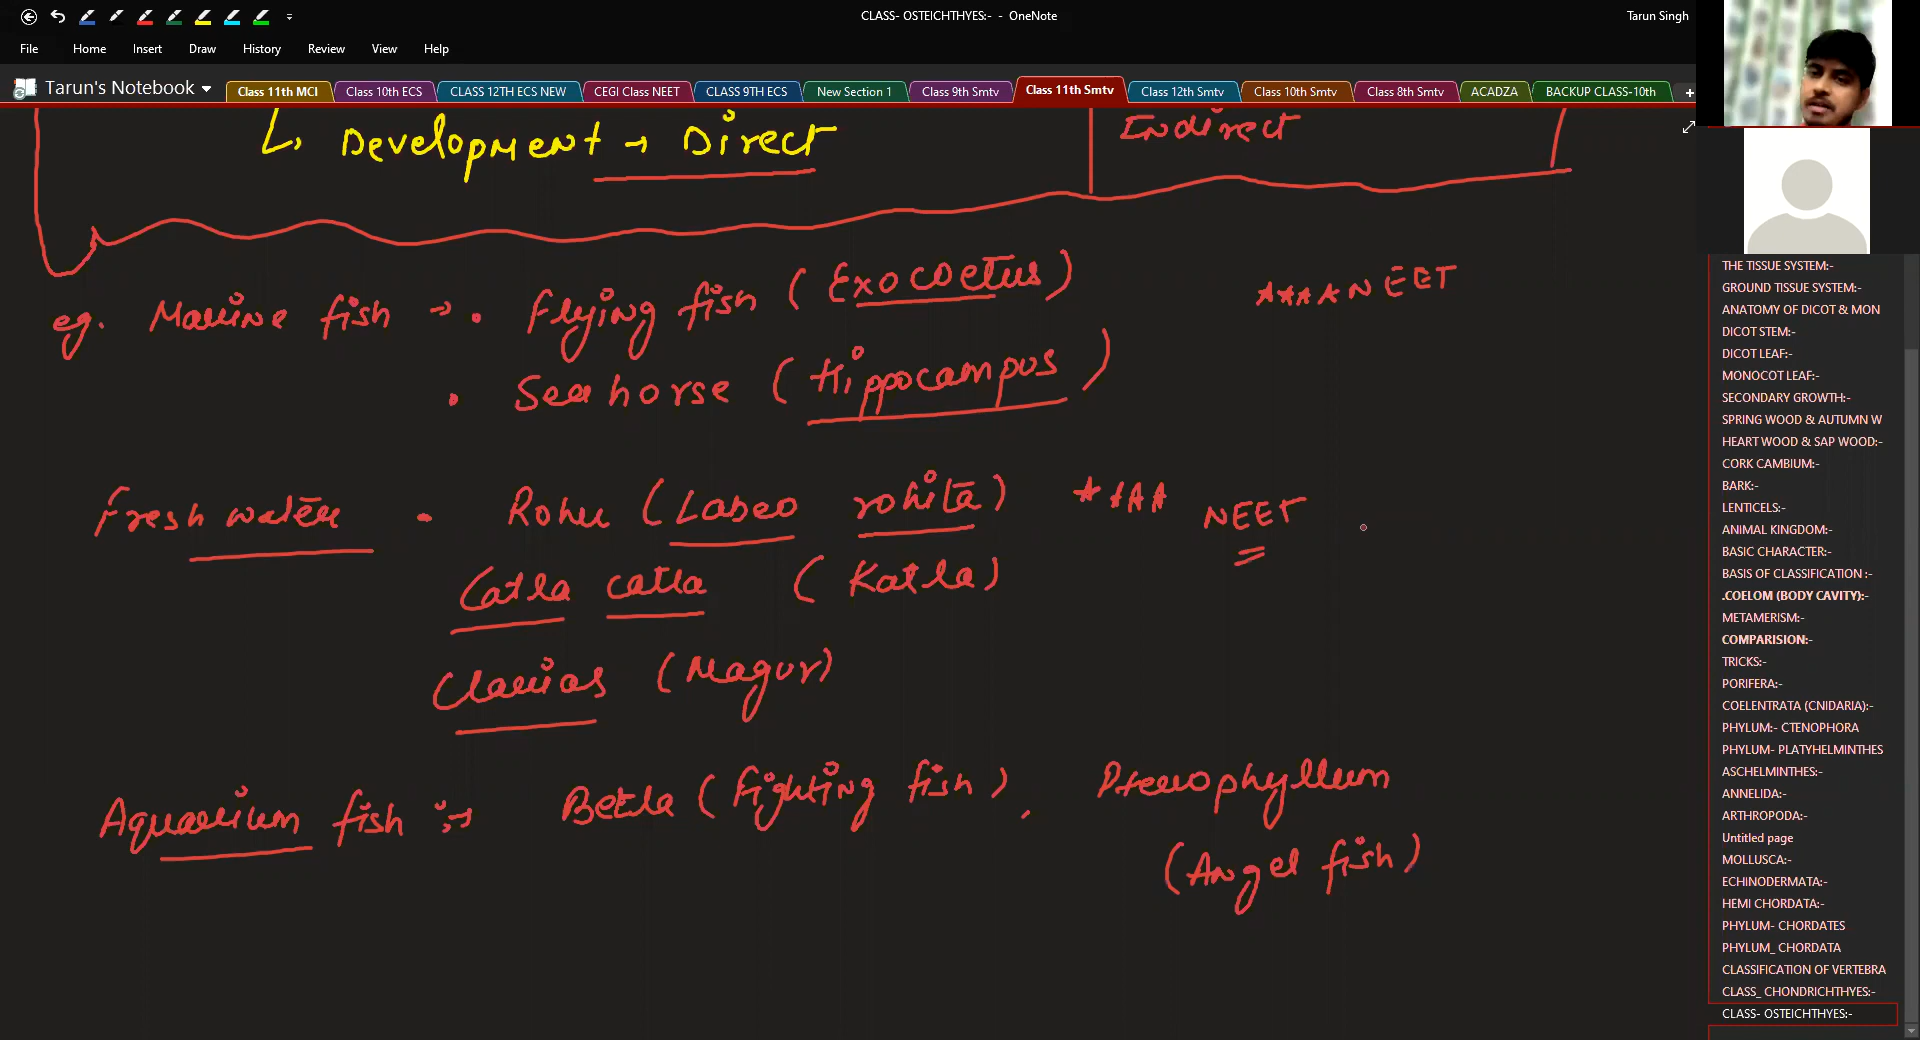 CLASS- OSTEICHTHYES:- - OneNote
Tarun Singh
File Home Insert Draw History Review View Help
Tarun's Notebook
Class 11th MCI Class 10th ECS CLASS 12TH ECS NEW CEGI Class NEET CLASS 9TH ECS New Section 1 Class 9th Smtv Class 11th Smtv Class 12th Smtv Class 10th Smtv Class 8th Smtv ACADZA BACKUP CLASS-10th +
Development → Direct
Indirect
eg. Marine fish → • Flying fish (Exocoetus) ****NEET
• Sea horse (Hippocampus)
Fresh water - Rohu (Labeo rohita) **** NEET
Catla catla (Katla)
Clarias (Magur)
Aquarium fish :→ Betla (fighting fish), Pterophyllum
(Angel fish)
THE TISSUE SYSTEM:-
GROUND TISSUE SYSTEM:-
ANATOMY OF DICOT & MON
DICOT STEM:-
DICOT LEAF:-
MONOCOT LEAF:-
SECONDARY GROWTH:-
SPRING WOOD & AUTUMN W
HEART WOOD & SAP WOOD:-
CORK CAMBIUM:-
BARK:-
LENTICELS:-
ANIMAL KINGDOM:-
BASIC CHARACTER:-
BASIS OF CLASSIFICATION :-
.COELOM (BODY CAVITY):-
METAMERISM:-
COMPARISION:-
TRICKS:-
PORIFERA:-
COELENTRATA (CNIDARIA):-
PHYLUM:- CTENOPHORA
PHYLUM- PLATYHELMINTHES
ASCHELMINTHES:-
ANNELIDA:-
ARTHROPODA:-
Untitled page
MOLLUSCA:-
ECHINODERMATA:-
HEMI CHORDATA:-
PHYLUM- CHORDATES
PHYLUM_ CHORDATA
CLASSIFICATION OF VERTEBRA
CLASS_ CHONDRICHTHYES:-
CLASS- OSTEICHTHYES:-